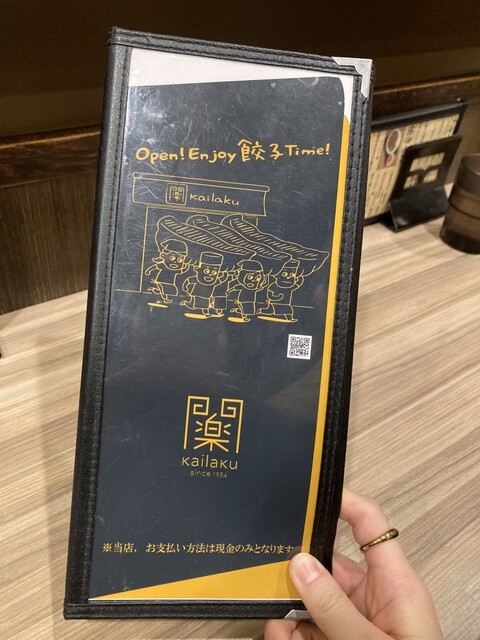 Open! Enjoy 餃子Time!
kailaku
楽
kailaku
since 1954
※当店、お支払い方法は現金のみとなります